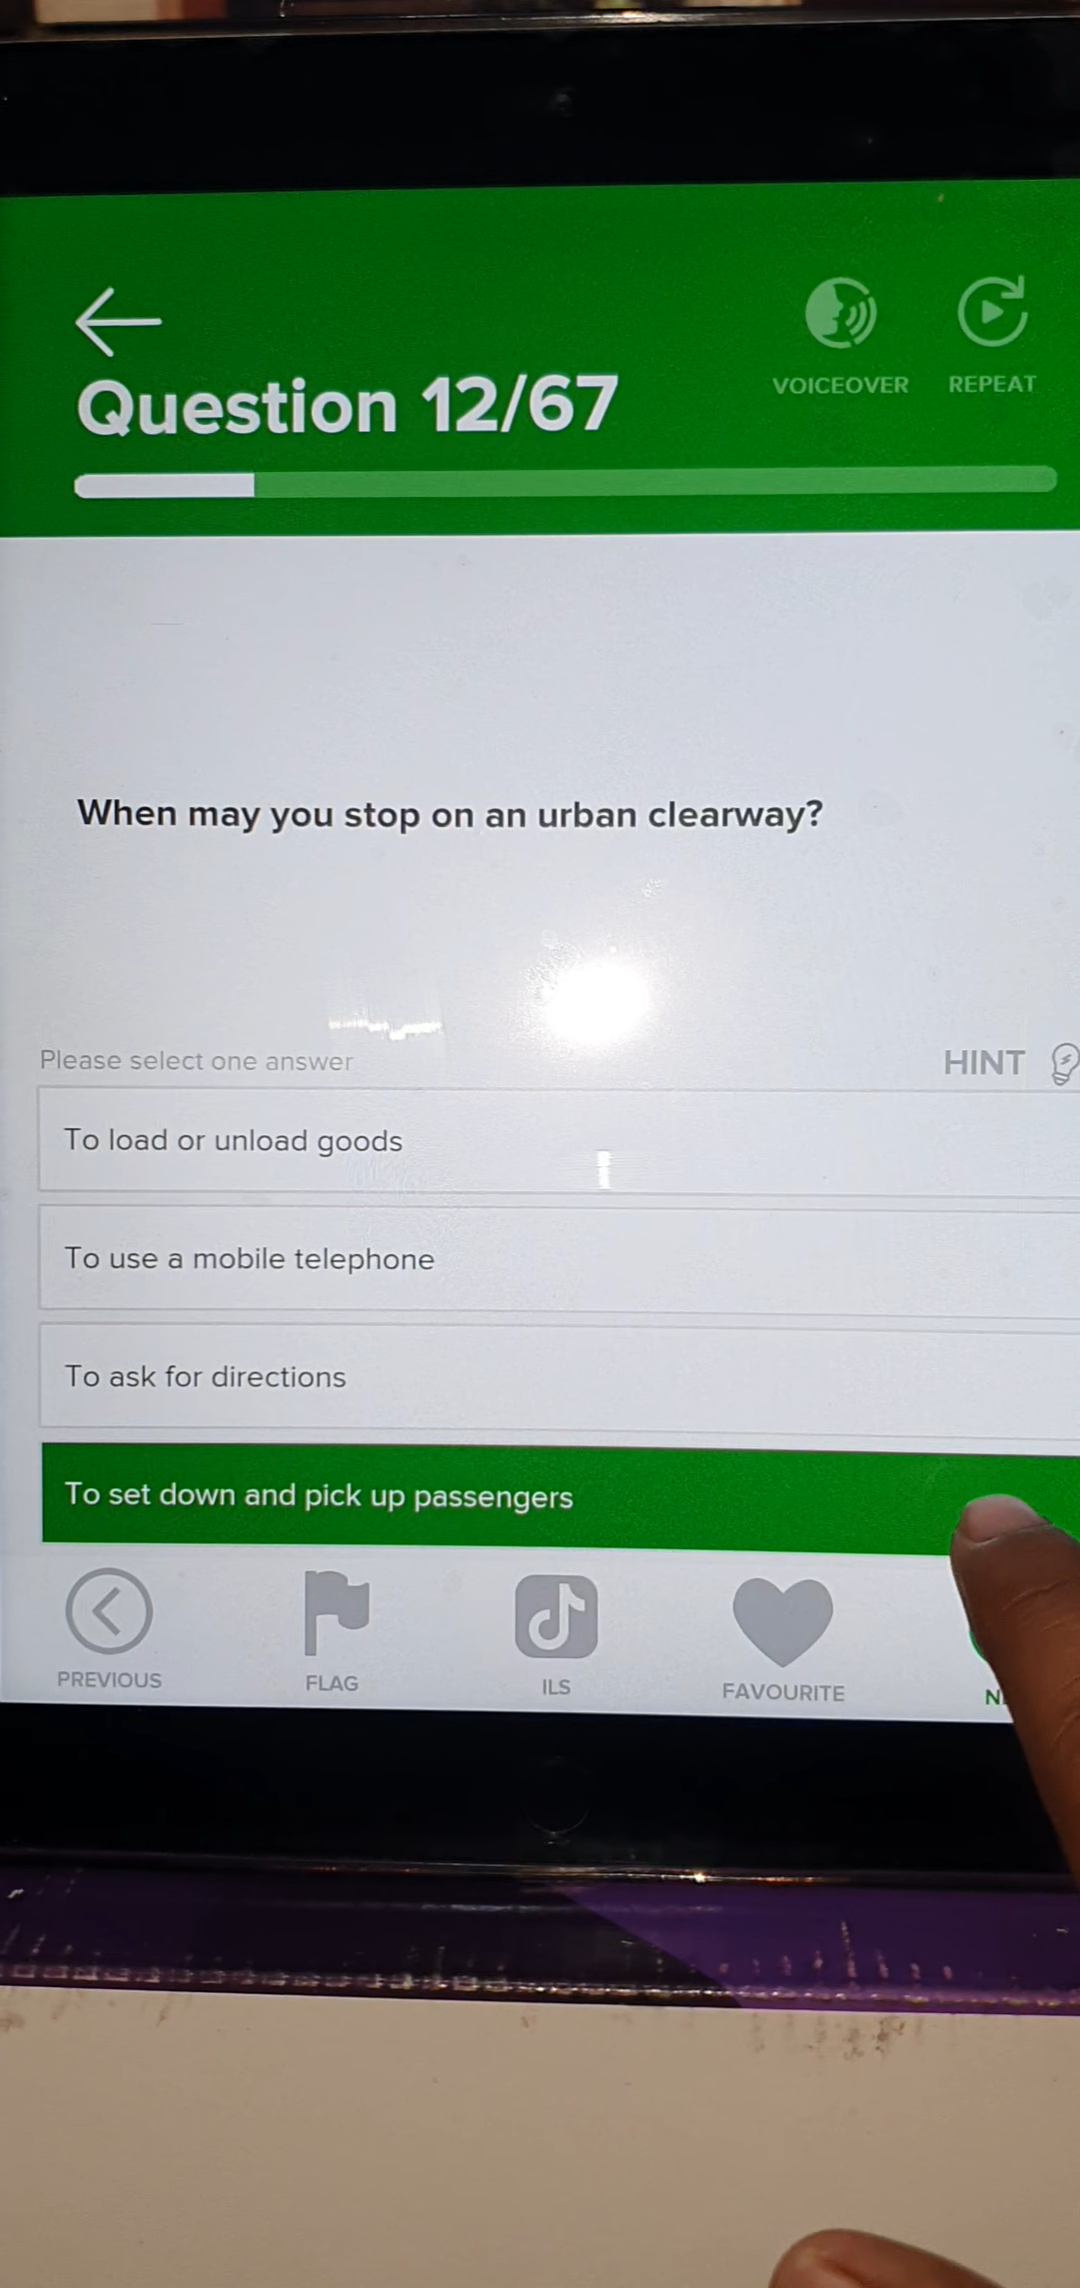 VOICEOVER REPEAT
Question 12/67
When may you stop on an urban clearway?
Please select one answer
HINT
To load or unload goods
To use a mobile telephone
To ask for directions
To set down and pick up passengers
PREVIOUS FLAG ILS FAVOURITE